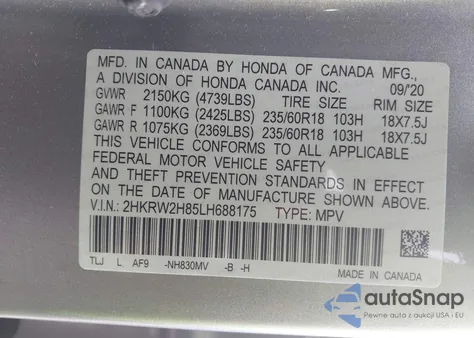 MFD. IN CANADA BY HONDA OF CANADA MFG.,
A DIVISION OF HONDA CANADA INC. 09/'20
GVWR 2150KG (4739LBS) TIRE SIZE RIM SIZE
GAWR F 1100KG (2425LBS) 235/60R18 103H 18X7.5J
GAWR R 1075KG (2369LBS) 235/60R18 103H 18X7.5J
THIS VEHICLE CONFORMS TO ALL APPLICABLE
FEDERAL MOTOR VEHICLE SAFETY
AND THEFT PREVENTION STANDARDS IN EFFECT
ON THE DATE OF MANUFACTURE SHOWN ABOVE.
V.I.N.: 2HKRW2H85LH688175 TYPE: MPV
TLJ L AF9 -NH830MV -B -H
MADE IN CANADA
autoSnap
Pewne auto z USA i EU